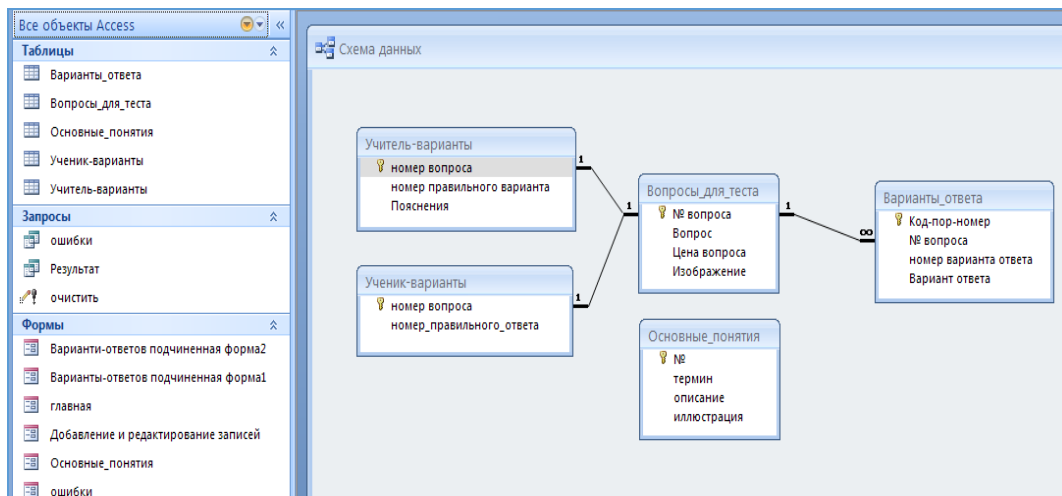 Все объекты Access
Таблицы
Варианты_ответа
Вопросы_для_теста
Основные_понятия
Ученик-варианты
Учитель-варианты
Запросы
ошибки
Результат
очистить
Формы
Варианти-ответов подчиненная форма2
Варианты-ответов подчиненная форма1
главная
Добавление и редактирование записей
Основные_понятия
ошибки
Схема данных
Учитель-варианты
номер вопроса
номер правильного варианта
Пояснения
1
Ученик-варианты
номер вопроса
номер_правильного_ответа
1
1
Вопросы_для_теста
№ вопроса
Вопрос
Цена вопроса
Изображение
1
∞
Варианты_ответа
Код-пор-номер
№ вопроса
номер варианта ответа
Вариант ответа
Основные_понятия
№
термин
описание
иллюстрация